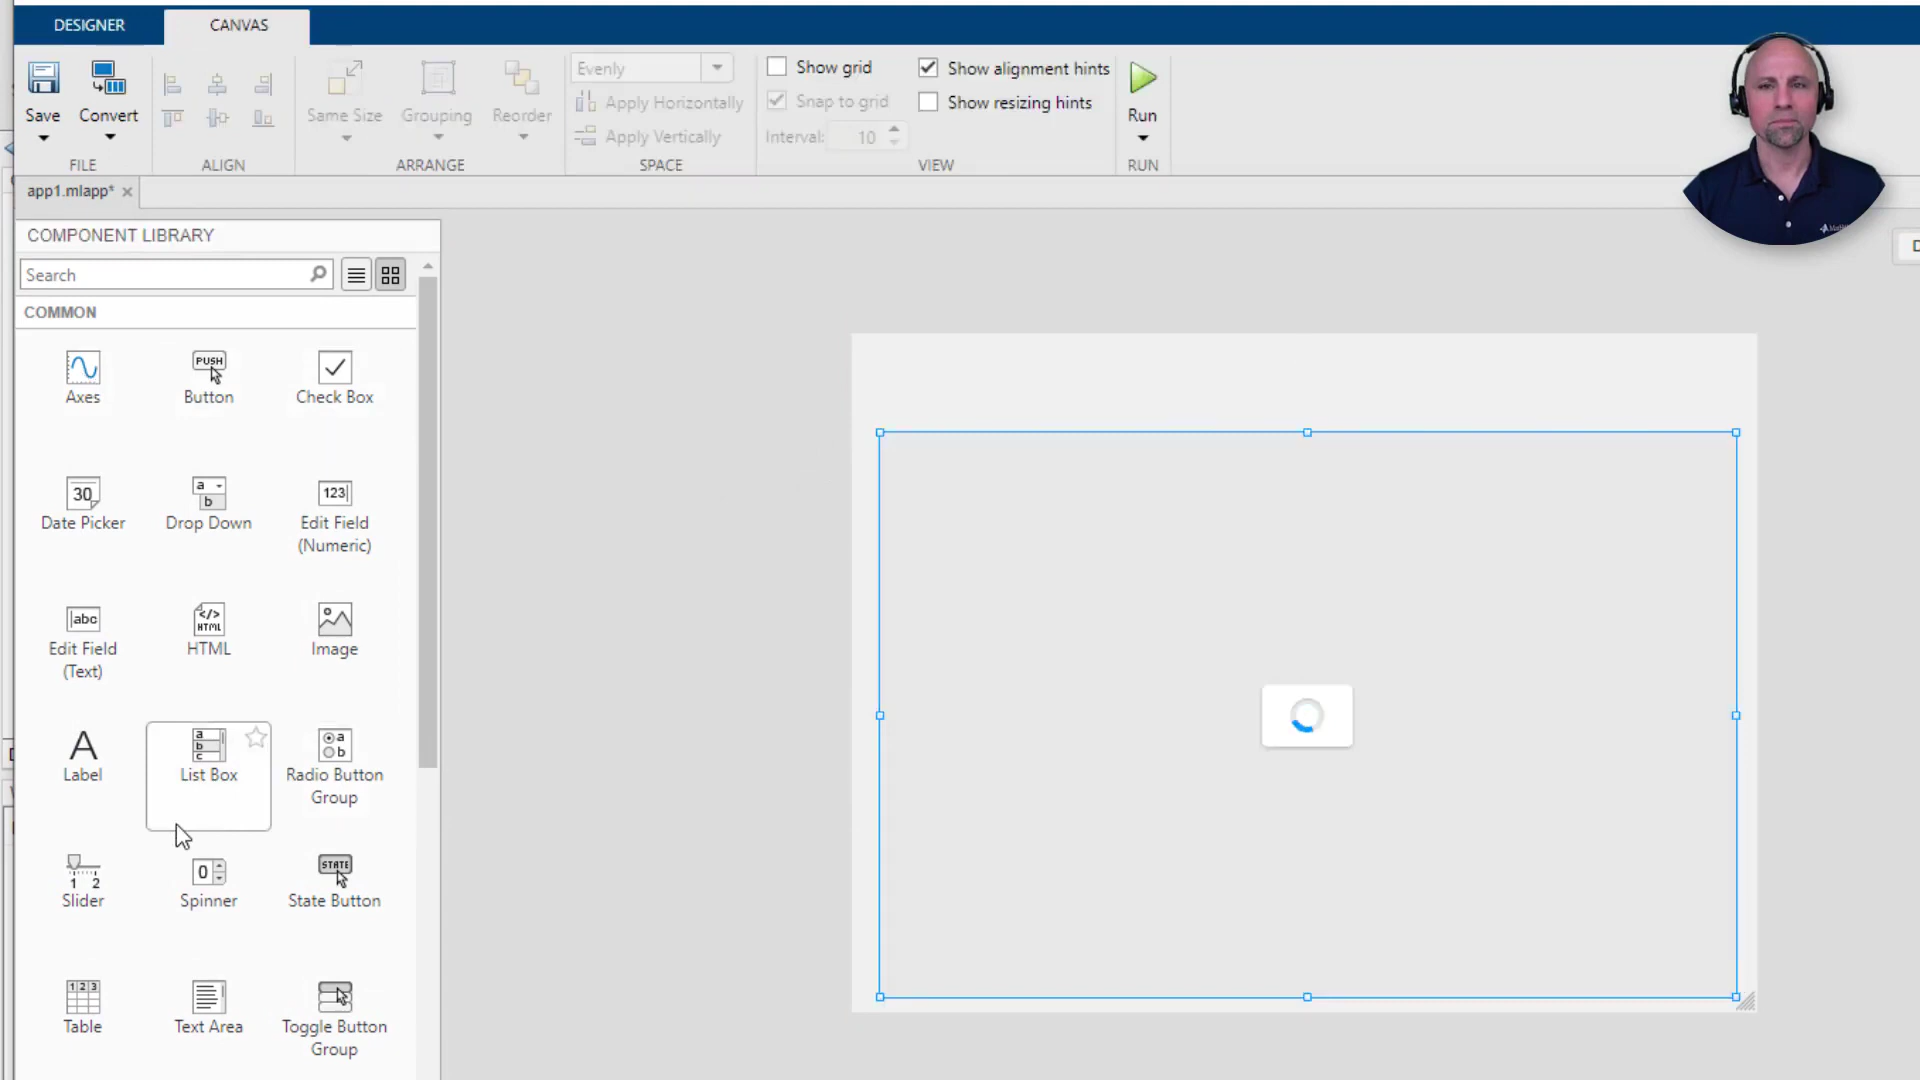 DESIGNER
CANVAS
Save
Convert
FILE
ALIGN
Same Size
Grouping
Reorder
ARRANGE
Evenly
Apply Horizontally
Apply Vertically
SPACE
Show grid
Snap to grid
Interval: 10
Show alignment hints
Show resizing hints
VIEW
Run
RUN
app1.mlapp*
COMPONENT LIBRARY
Search
COMMON
Axes
PUSH
Button
Check Box
30
Date Picker
a
b
Drop Down
123
Edit Field
(Numeric)
abc
Edit Field
(Text)
</>
HTML
HTML
Image
A
Label
a
b
c
List Box
a
b
Radio Button
Group
1 2
Slider
0
Spinner
STATE
State Button
1 2 3
Table
Text Area
Toggle Button
Group